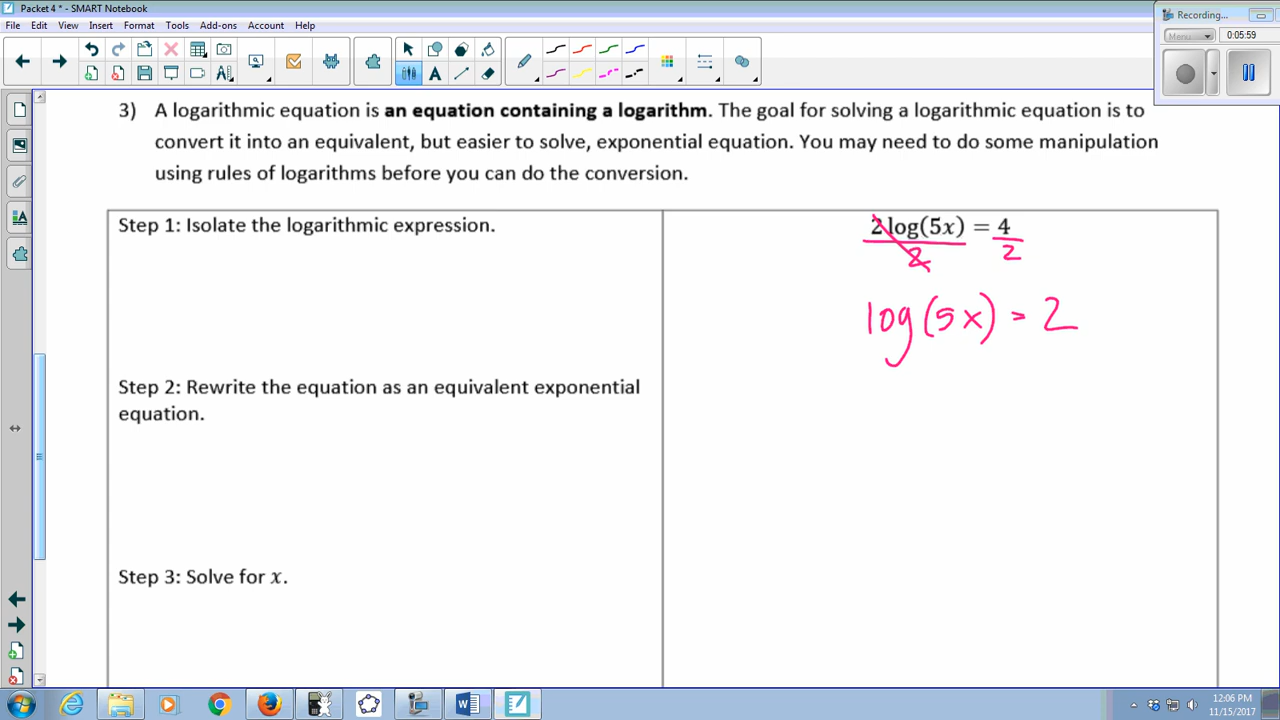 Packet 4 * - SMART Notebook
File Edit View Insert Format Tools Add-ons Account Help
Recording...
Menu
0:05:59
3) A logarithmic equation is an equation containing a logarithm. The goal for solving a logarithmic equation is to
convert it into an equivalent, but easier to solve, exponential equation. You may need to do some manipulation
using rules of logarithms before you can do the conversion.
Step 1: Isolate the logarithmic expression.
2 log(5x) = 4
2 2
log(5x) = 2
Step 2: Rewrite the equation as an equivalent exponential
equation.
Step 3: Solve for x.
12:06 PM
11/15/2017